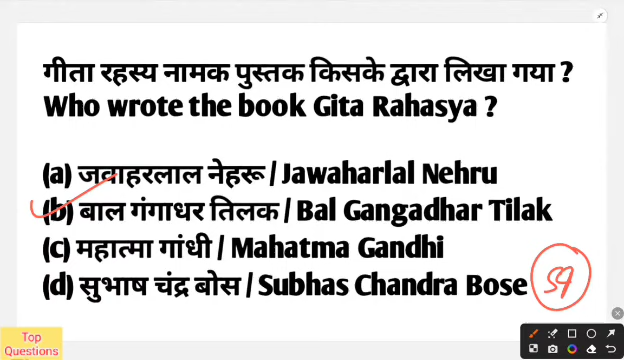 गीता रहस्य नामक पुस्तक किसके द्वारा लिखा गया ?
Who wrote the book Gita Rahasya ?
(a) जवाहरलाल नेहरू / Jawaharlal Nehru
(b) बाल गंगाधर तिलक / Bal Gangadhar Tilak
(c) महात्मा गांधी / Mahatma Gandhi
(d) सुभाष चंद्र बोस / Subhas Chandra Bose
59
Top
Questions